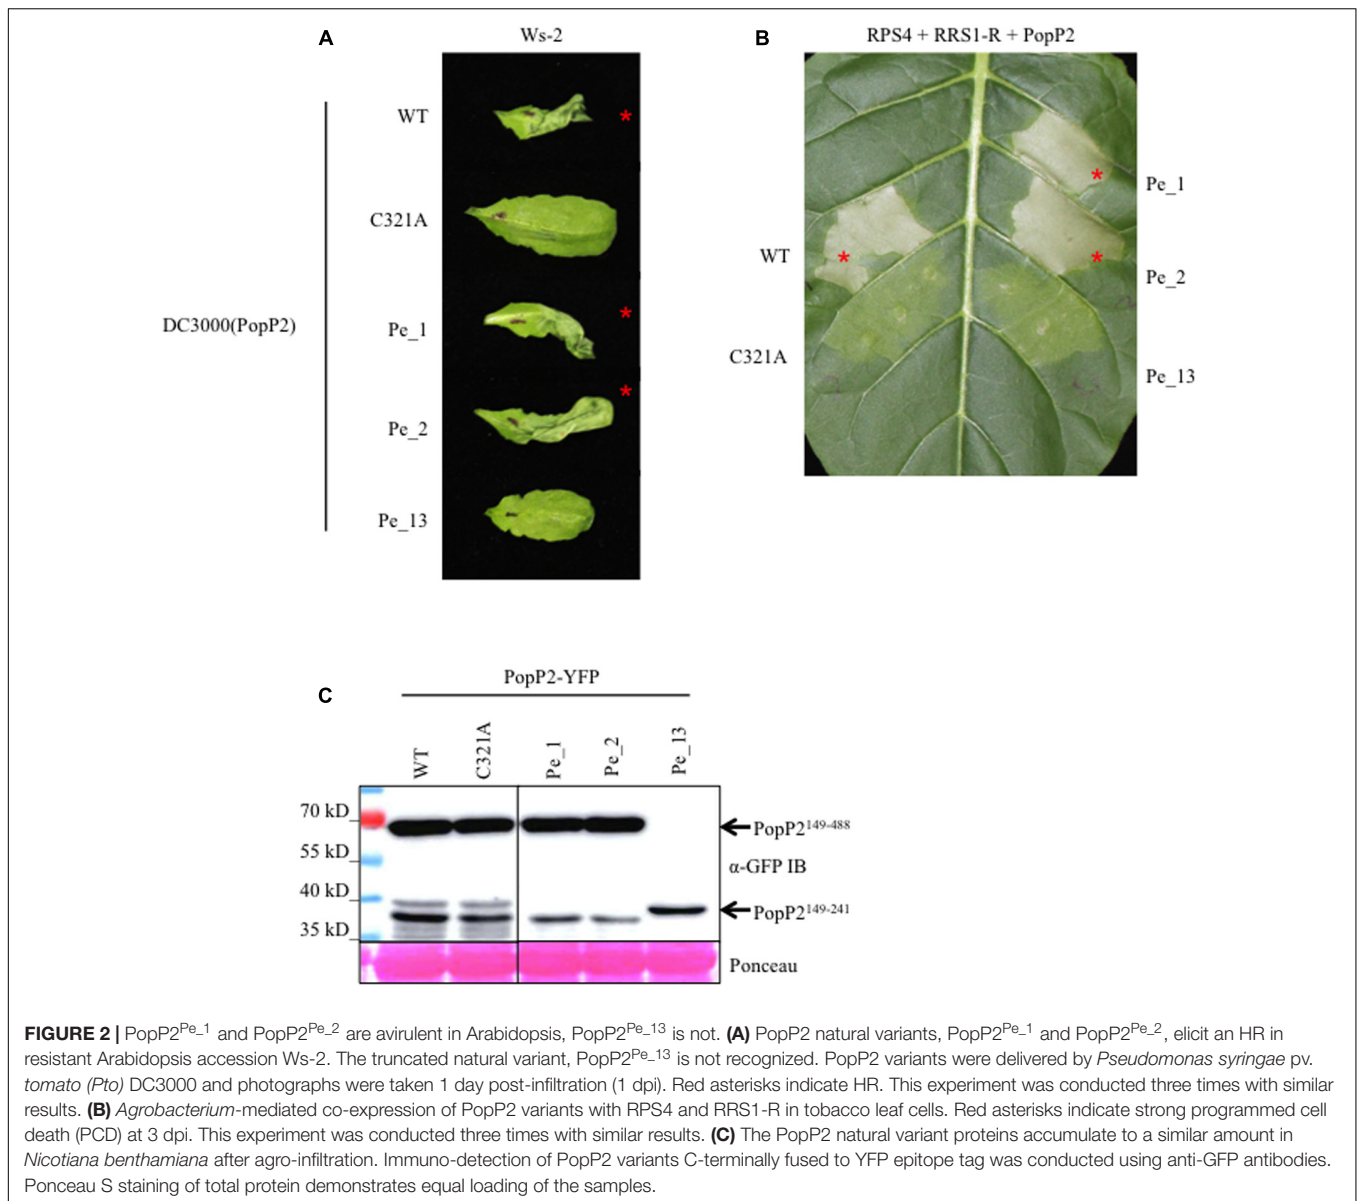 A
Ws-2
WT
*
C321A
DC3000(PopP2)
Pe_1
*
Pe_2
*
Pe_13
B
RPS4 + RRS1-R + PopP2
Pe_1
*
WT
*
Pe_2
*
C321A
Pe_13
C
PopP2-YFP
WT
C321A
Pe_1
Pe_2
Pe_13
70 kD
PopP2149-488
55 kD
α-GFP IB
40 kD
PopP2149-241
35 kD
Ponceau
FIGURE 2 | PopP2Pe_1 and PopP2Pe_2 are avirulent in Arabidopsis, PopP2Pe_13 is not. (A) PopP2 natural variants, PopP2Pe_1 and PopP2Pe_2, elicit an HR in
resistant Arabidopsis accession Ws-2. The truncated natural variant, PopP2Pe_13 is not recognized. PopP2 variants were delivered by Pseudomonas syringae pv.
tomato (Pto) DC3000 and photographs were taken 1 day post-infiltration (1 dpi). Red asterisks indicate HR. This experiment was conducted three times with similar
results. (B) Agrobacterium-mediated co-expression of PopP2 variants with RPS4 and RRS1-R in tobacco leaf cells. Red asterisks indicate strong programmed cell
death (PCD) at 3 dpi. This experiment was conducted three times with similar results. (C) The PopP2 natural variant proteins accumulate to a similar amount in
Nicotiana benthamiana after agro-infiltration. Immuno-detection of PopP2 variants C-terminally fused to YFP epitope tag was conducted using anti-GFP antibodies.
Ponceau S staining of total protein demonstrates equal loading of the samples.